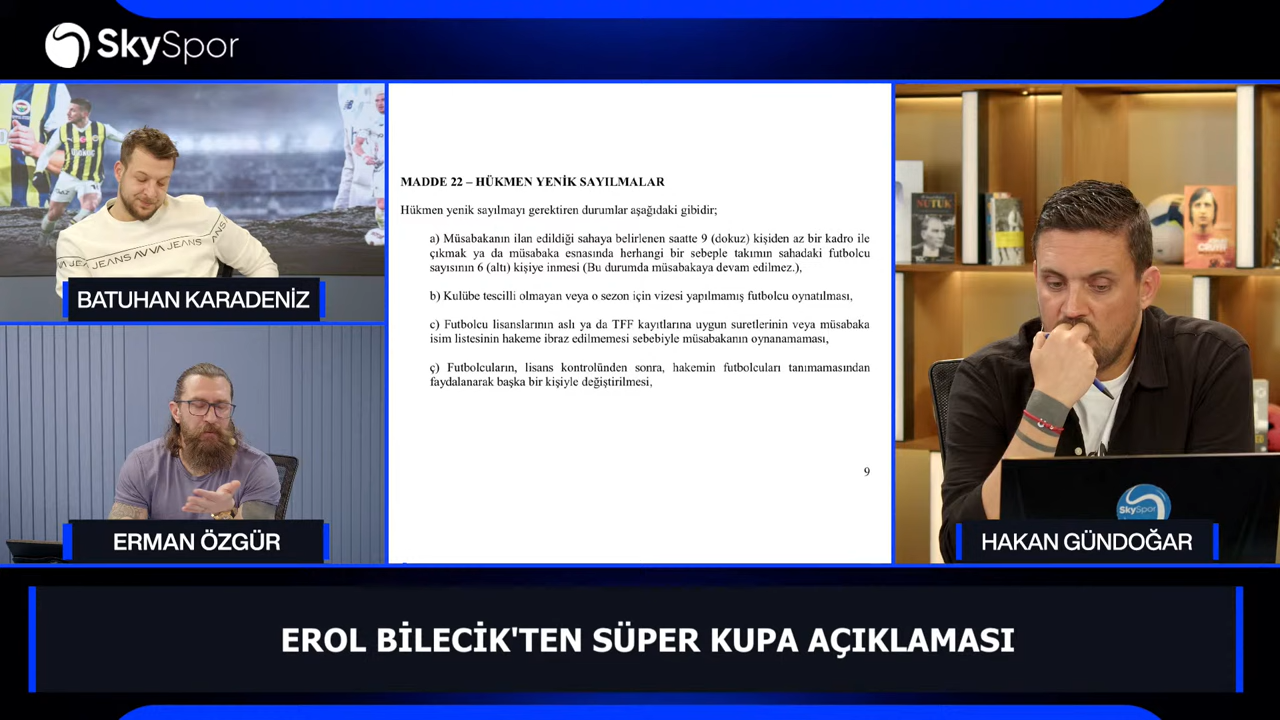 SkySpor
AVVA JEANS
BATUHAN KARADENİZ
ERMAN ÖZGÜR
MADDE 22 – HÜKMEN YENİK SAYILMALAR
Hükmen yenik sayılmayı gerektiren durumlar aşağıdaki gibidir;
a) Müsabakanın ilan edildiği sahaya belirlenen saatte 9 (dokuz) kişiden az bir kadro ile
çıkmak ya da müsabaka esnasında herhangi bir sebeple takımın sahadaki futbolcu
sayısının 6 (altı) kişiye inmesi (Bu durumda müsabakaya devam edilmez.),
b) Kulübe tescilli olmayan veya o sezon için vizesi yapılmamış futbolcu oynatılması,
c) Futbolcu lisanslarının aslı ya da TFF kayıtlarına uygun suretlerinin veya müsabaka
isim listesinin hakeme ibraz edilmemesi sebebiyle müsabakanın oynanamaması,
ç) Futbolcuların, lisans kontrolünden sonra, hakemin futbolcuları tanımamasından
faydalanarak başka bir kişiyle değiştirilmesi,
9
NUTUK
SkySpor
HAKAN GÜNDOĞAR
EROL BİLECİK'TEN SÜPER KUPA AÇIKLAMASI